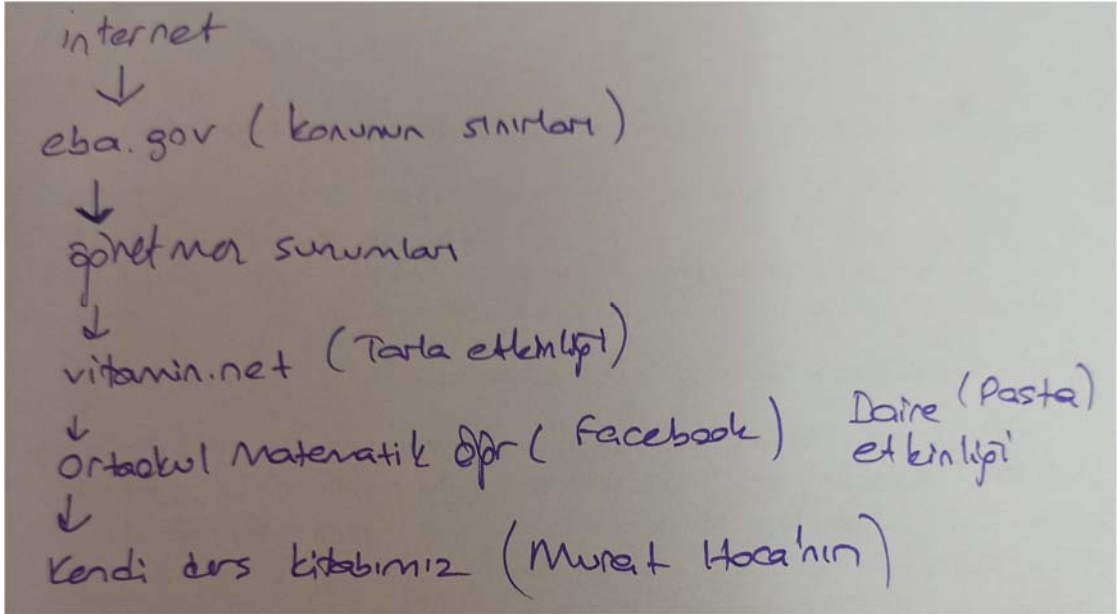 internet
↓
eba.gov (konunun sınırları)
↓
öğretmen sunumları
↓
vitamin.net (Tarla etkinliği)
↓
Ortaokul Matematik Öğr (Facebook) Daire (Pasta) etkinliği
↓
Kendi ders kitabımız (Murat Hoca'nın)